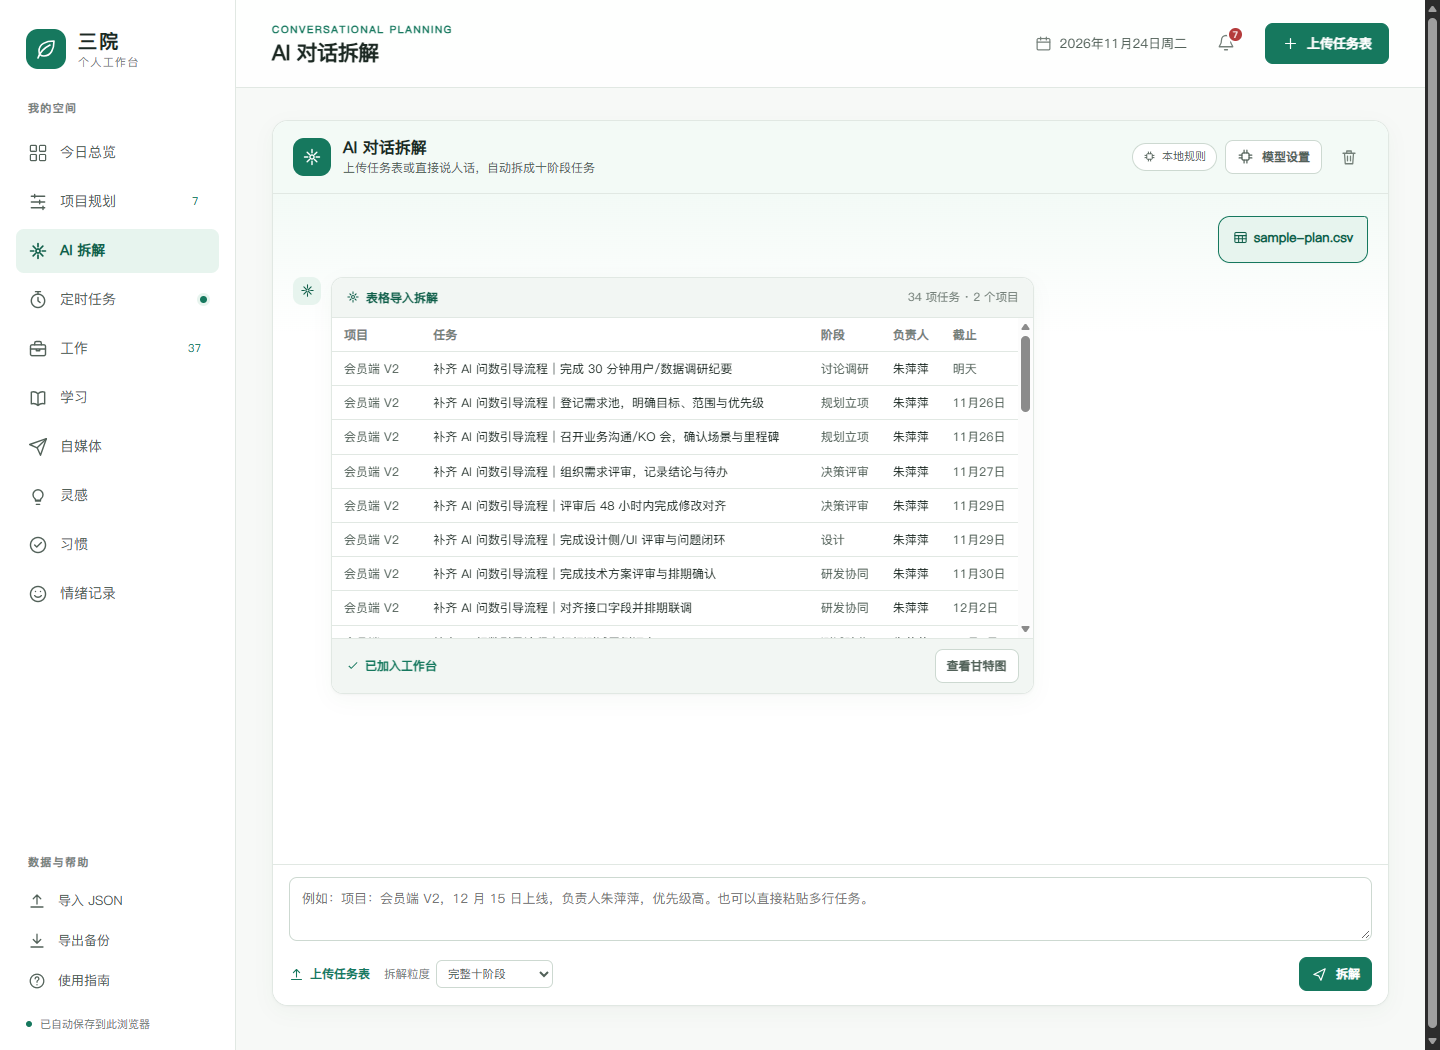 三院
个人工作台
我的空间
今日总览
项目规划 7
AI 拆解
定时任务
工作 37
学习
自媒体
灵感
习惯
情绪记录
数据与帮助
导入 JSON
导出备份
使用指南
已自动保存到此浏览器
CONVERSATIONAL PLANNING
AI 对话拆解
2026年11月24日周二
7
上传任务表
AI 对话拆解
上传任务表或直接说人话，自动拆成十阶段任务
本地规则
模型设置
sample-plan.csv
表格导入拆解
34 项任务 · 2 个项目
项目 任务 阶段 负责人 截止
会员端 V2 补齐 AI 问数引导流程｜完成 30 分钟用户/数据调研纪要 讨论调研 朱萍萍 明天
会员端 V2 补齐 AI 问数引导流程｜登记需求池，明确目标、范围与优先级 规划立项 朱萍萍 11月26日
会员端 V2 补齐 AI 问数引导流程｜召开业务沟通/KO 会，确认场景与里程碑 规划立项 朱萍萍 11月26日
会员端 V2 补齐 AI 问数引导流程｜组织需求评审，记录结论与待办 决策评审 朱萍萍 11月27日
会员端 V2 补齐 AI 问数引导流程｜评审后 48 小时内完成修改对齐 决策评审 朱萍萍 11月29日
会员端 V2 补齐 AI 问数引导流程｜完成设计侧/UI 评审与问题闭环 设计 朱萍萍 11月29日
会员端 V2 补齐 AI 问数引导流程｜完成技术方案评审与排期确认 研发协同 朱萍萍 11月30日
会员端 V2 补齐 AI 问数引导流程｜对齐接口字段并排期联调 研发协同 朱萍萍 12月2日
已加入工作台
查看甘特图
例如：项目：会员端 V2，12 月 15 日上线，负责人朱萍萍，优先级高。也可以直接粘贴多行任务。
上传任务表
拆解粒度
完整十阶段
拆解